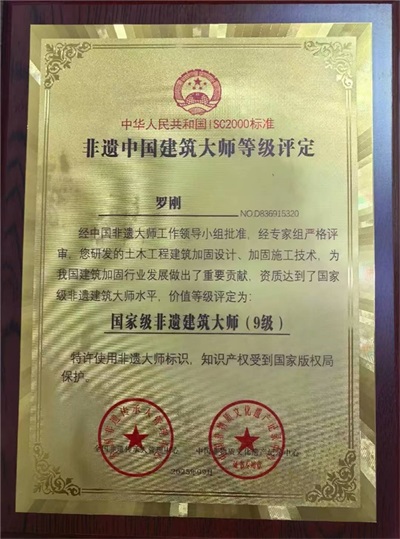 中华人民共和国ISC2000标准
非遗中国建筑大师等级评定
罗刚
NO.D836915320
经中国非遗大师工作领导小组批准,经专家组严格评
审,您研发的土木工程建筑加固设计、加固施工技术,为
我国建筑加固行业发展做出了重要贡献,资质达到了国家
级非遗建筑大师水平,价值等级评定为:
国家级非遗建筑大师(9级)
特许使用非遗大师标识,知识产权受到国家版权局
保护。